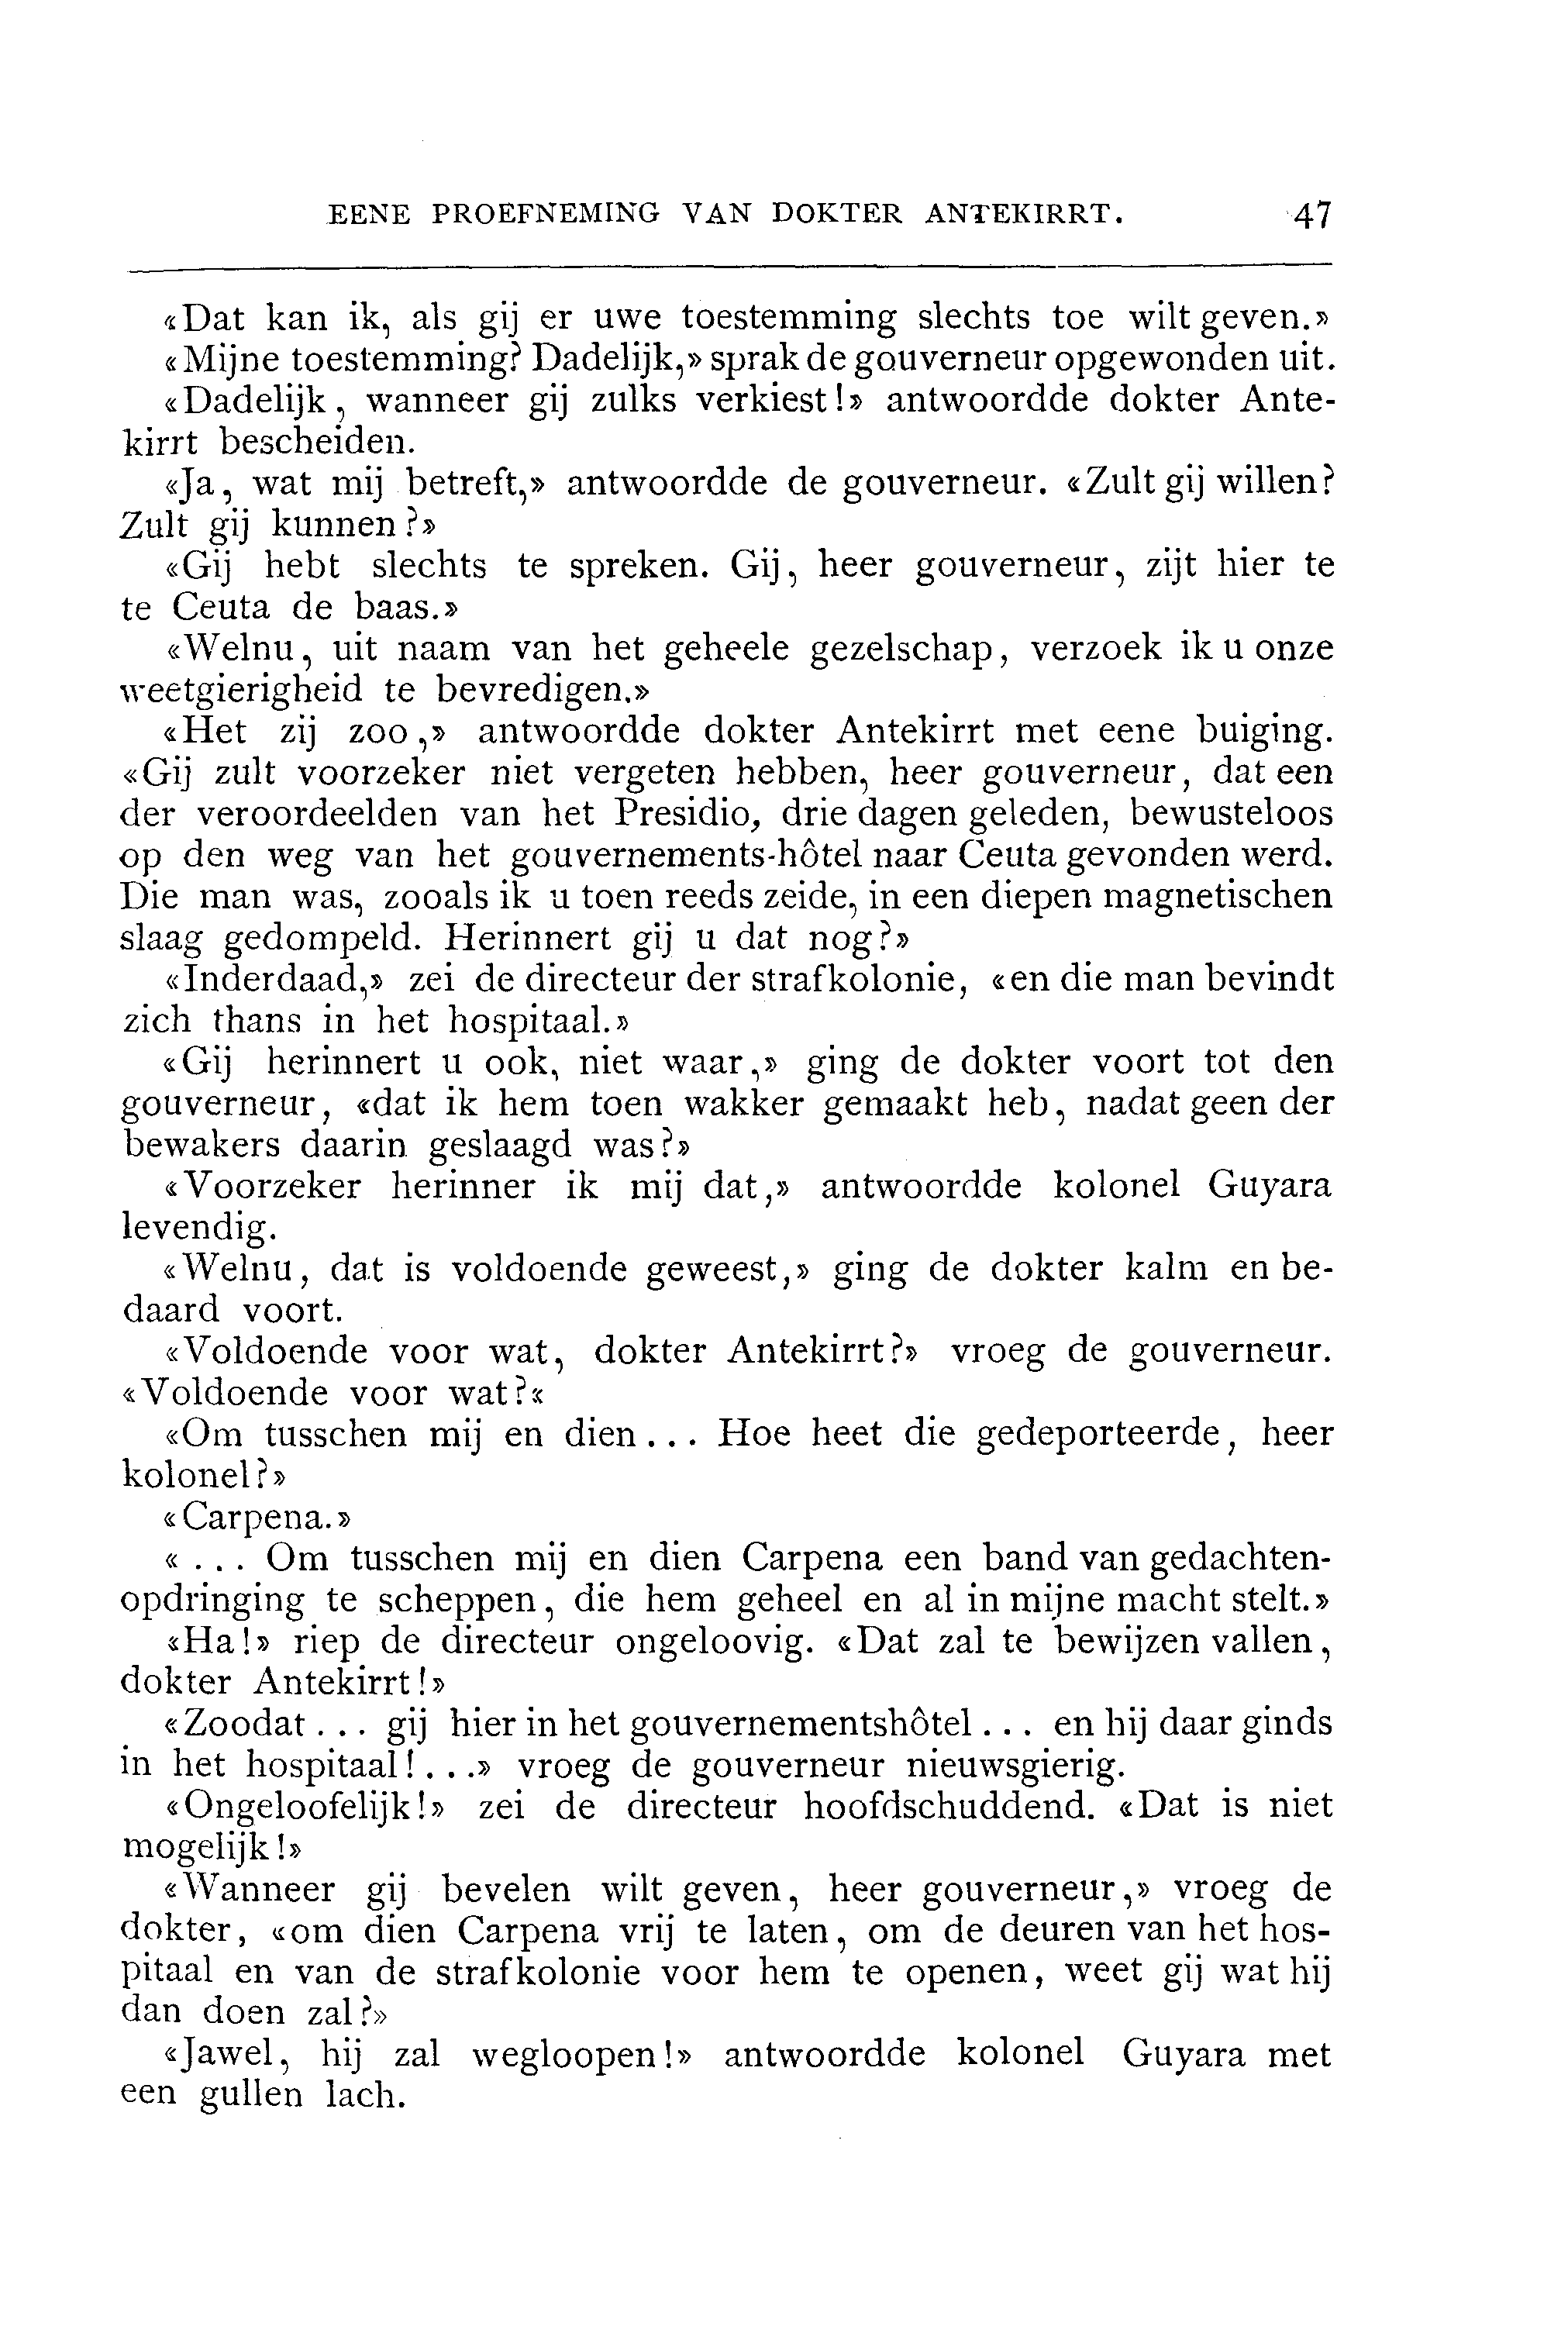 EENE PROEFNEMING VAN DOKTER ANTEKIRRT. 47
«Dat kan ik, als gij er uwe toestemming slechts toe wilt geven.»
«Mijne toestemming? Dadelijk,» sprak de gouverneur opgewonden uit.
«Dadelijk, wanneer gij zulks verkiest!» antwoordde dokter Ante-
kirrt bescheiden.
«Ja, wat mij betreft,» antwoordde de gouverneur. «Zult gij willen?
Zult gij kunnen?»
«Gij hebt slechts te spreken. Gij, heer gouverneur, zijt hier te
te Ceuta de baas.»
«Welnu, uit naam van het geheele gezelschap, verzoek ik u onze
weetgierigheid te bevredigen.»
«Het zij zoo,» antwoordde dokter Antekirrt met eene buiging.
«Gij zult voorzeker niet vergeten hebben, heer gouverneur, dat een
der veroordeelden van het Presidio, drie dagen geleden, bewusteloos
op den weg van het gouvernements-hôtel naar Ceuta gevonden werd.
Die man was, zooals ik u toen reeds zeide, in een diepen magnetischen
slaag gedompeld. Herinnert gij u dat nog?»
«Inderdaad,» zei de directeur der strafkolonie, «en die man bevindt
zich thans in het hospitaal.»
«Gij herinnert u ook, niet waar,» ging de dokter voort tot den
gouverneur, «dat ik hem toen wakker gemaakt heb, nadat geen der
bewakers daarin geslaagd was?»
«Voorzeker herinner ik mij dat,» antwoordde kolonel Guyara
levendig.
«Welnu, dat is voldoende geweest,» ging de dokter kalm en be-
daard voort.
«Voldoende voor wat, dokter Antekirrt?» vroeg de gouverneur.
«Voldoende voor wat?«
«Om tusschen mij en dien... Hoe heet die gedeporteerde, heer
kolonel?»
«Carpena.»
«... Om tusschen mij en dien Carpena een band van gedachten-
opdringing te scheppen, die hem geheel en al in mijne macht stelt.»
«Ha!» riep de directeur ongeloovig. «Dat zal te bewijzen vallen,
dokter Antekirrt!»
«Zoodat... gij hier in het gouvernementshôtel... en hij daar ginds
in het hospitaal!...» vroeg de gouverneur nieuwsgierig.
«Ongeloofelijk!» zei de directeur hoofdschuddend. «Dat is niet
mogelijk!»
«Wanneer gij bevelen wilt geven, heer gouverneur,» vroeg de
dokter, «om dien Carpena vrij te laten, om de deuren van het hos-
pitaal en van de strafkolonie voor hem te openen, weet gij wat hij
dan doen zal?»
«Jawel, hij zal wegloopen!» antwoordde kolonel Guyara met
een gullen lach.